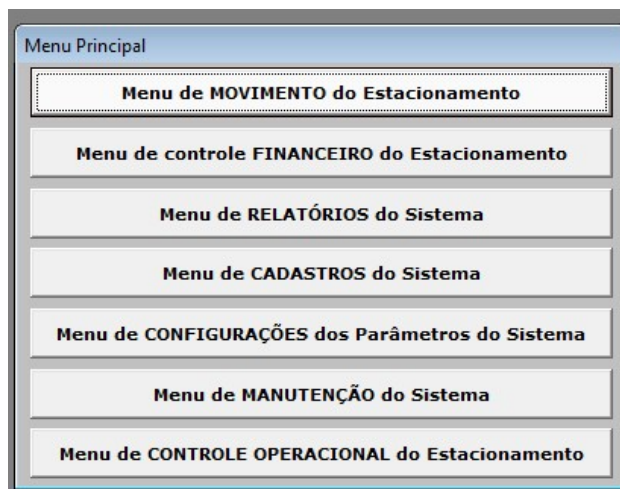 Menu Principal
Menu de MOVIMENTO do Estacionamento
Menu de controle FINANCEIRO do Estacionamento
Menu de RELATÓRIOS do Sistema
Menu de CADASTROS do Sistema
Menu de CONFIGURAÇÕES dos Parâmetros do Sistema
Menu de MANUTENÇÃO do Sistema
Menu de CONTROLE OPERACIONAL do Estacionamento